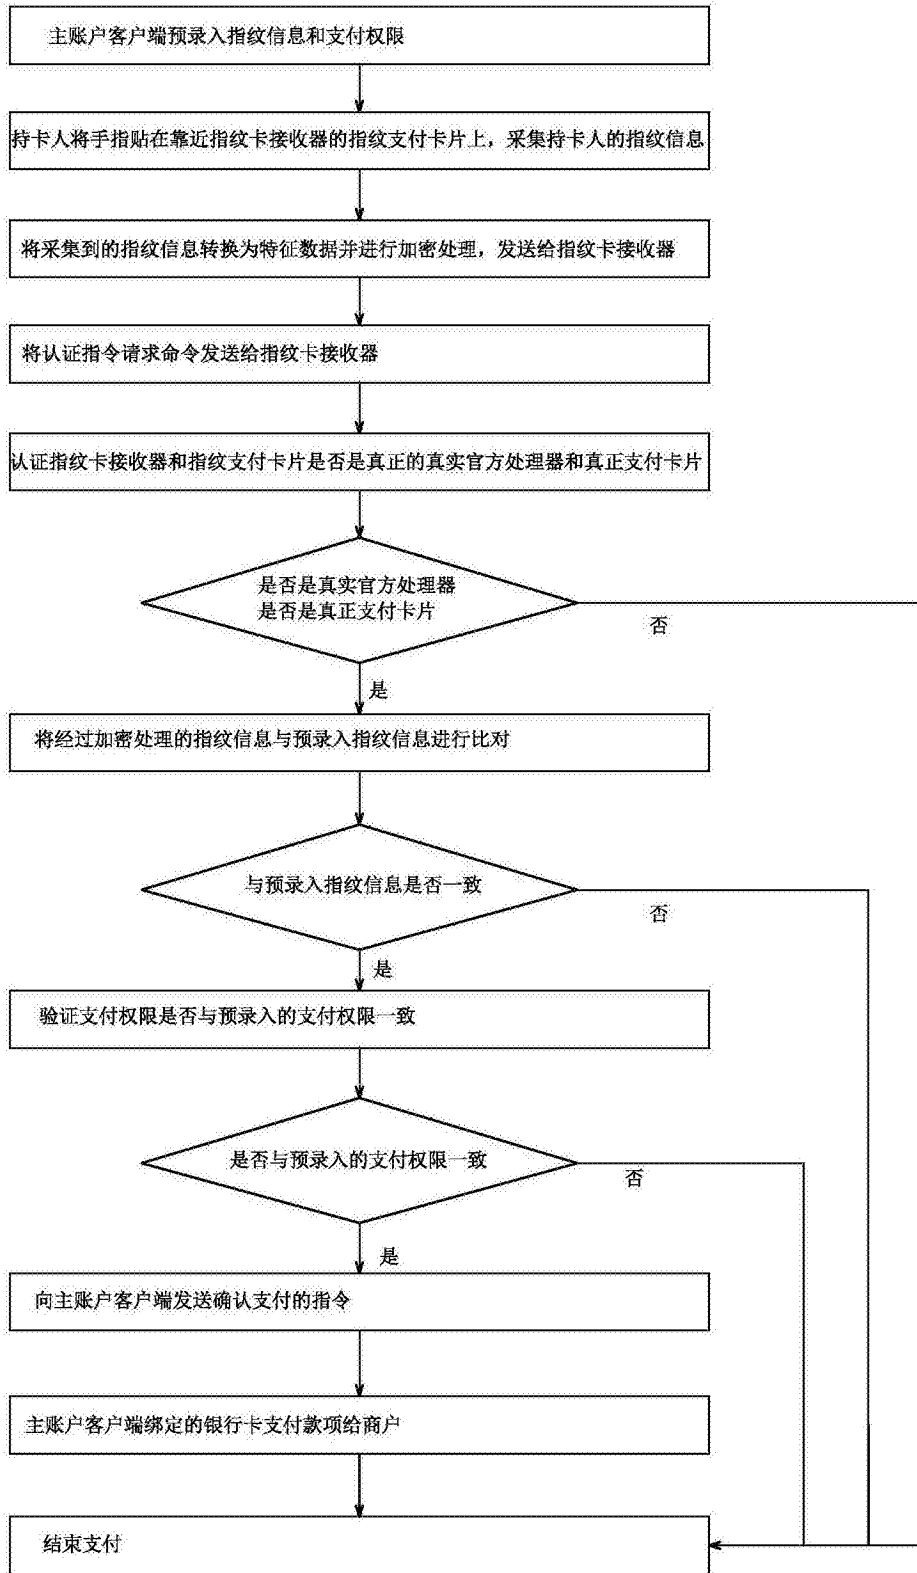 主账户客户端预录入指纹信息和支付权限
持卡人将手指贴在靠近指纹卡接收器的指纹支付卡片上，采集持卡人的指纹信息
将采集到的指纹信息转换为特征数据并进行加密处理，发送给指纹卡接收器
将认证指令请求命令发送给指纹卡接收器
认证指纹卡接收器和指纹支付卡片是否是真正的真实官方处理器和真正支付卡片
是否是真实官方处理器
是否是真正支付卡片
否
是
将经过加密处理的指纹信息与预录入指纹信息进行比对
与预录入指纹信息是否一致
否
是
验证支付权限是否与预录入的支付权限一致
是否与预录入的支付权限一致
否
是
向主账户客户端发送确认支付的指令
主账户客户端绑定的银行卡支付款项给商户
结束支付